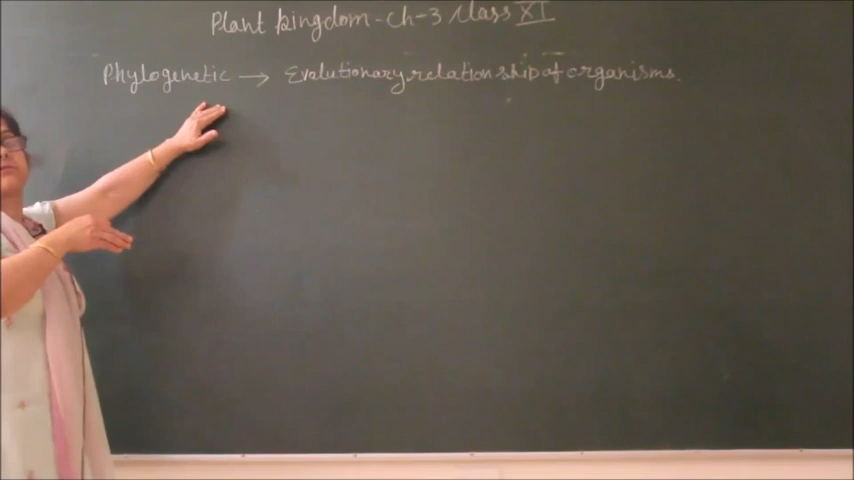 Plant kingdom - Ch-3 Class XI
Phylogenetic → Evolutionary relationship of organisms.